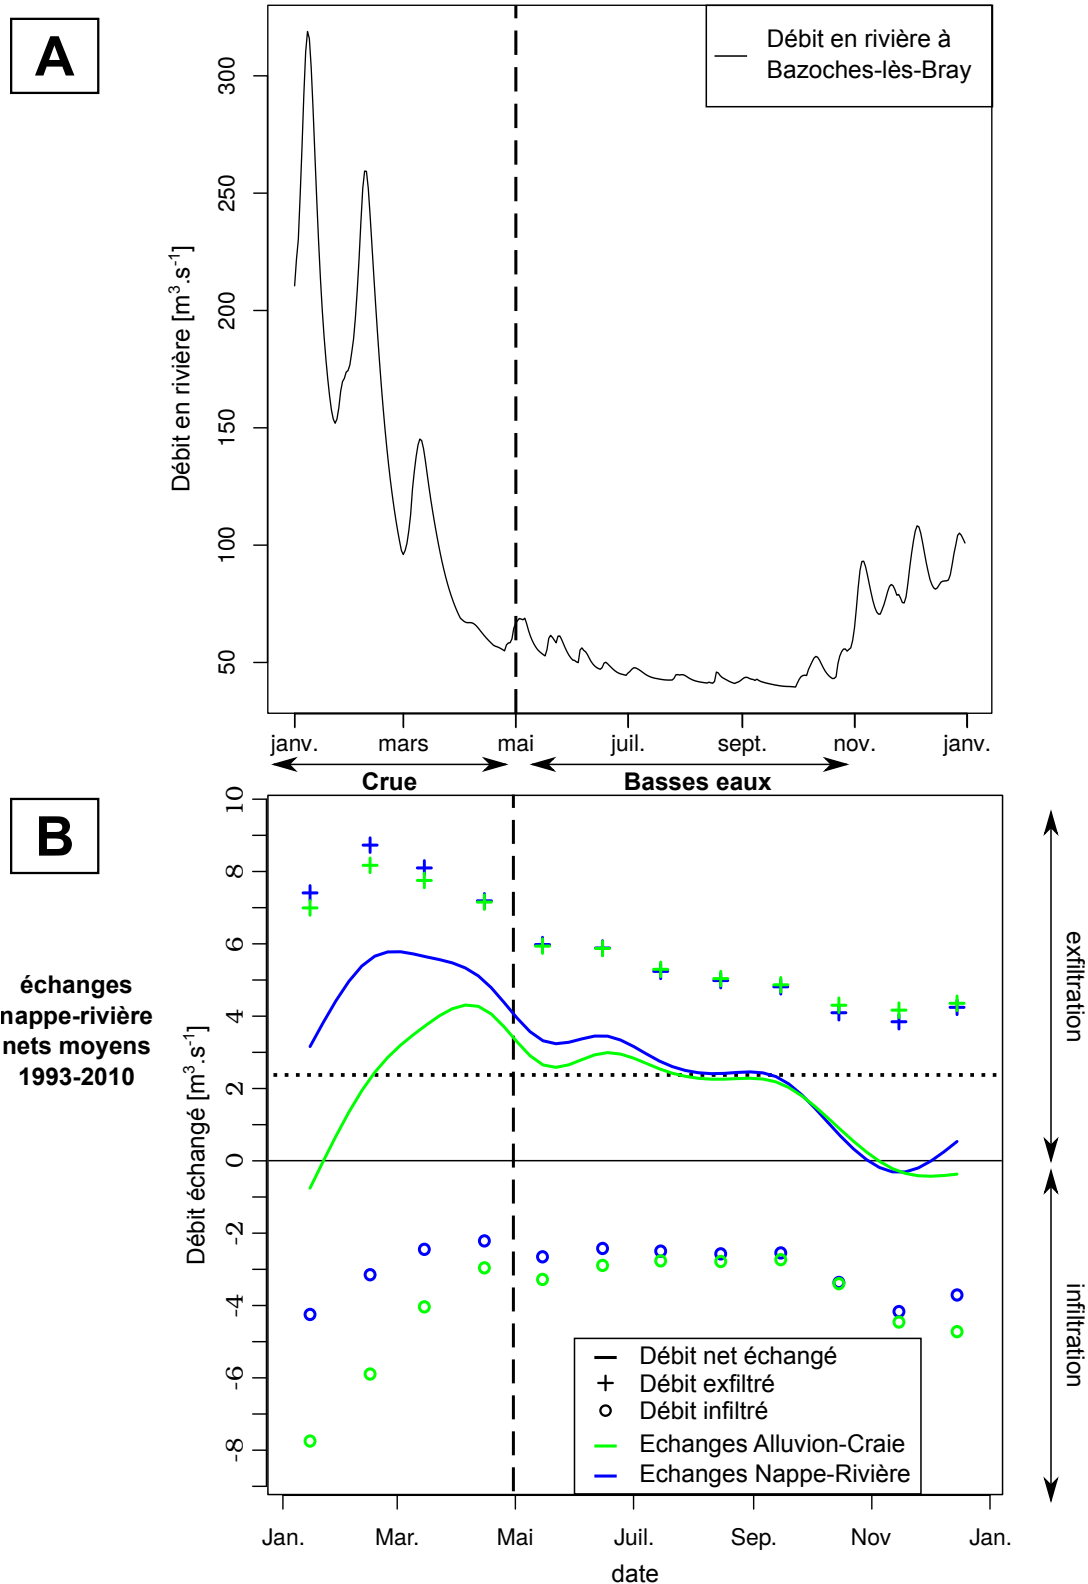 A
Débit en rivière à
Bazoches-lès-Bray
Débit en rivière [m³.s⁻¹]
300
250
200
150
100
50
janv.
mars
mai
juil.
sept.
nov.
janv.
Crue
Basses eaux
B
échanges
nappe-rivière
nets moyens
1993-2010
Débit échangé [m³.s⁻¹]
10
8
6
4
2
0
-2
-4
-6
-8
exfiltration
infiltration
Débit net échangé
Débit exfiltré
Débit infiltré
Echanges Alluvion-Craie
Echanges Nappe-Rivière
Jan.
Mar.
Mai
Juil.
Sep.
Nov
Jan.
date